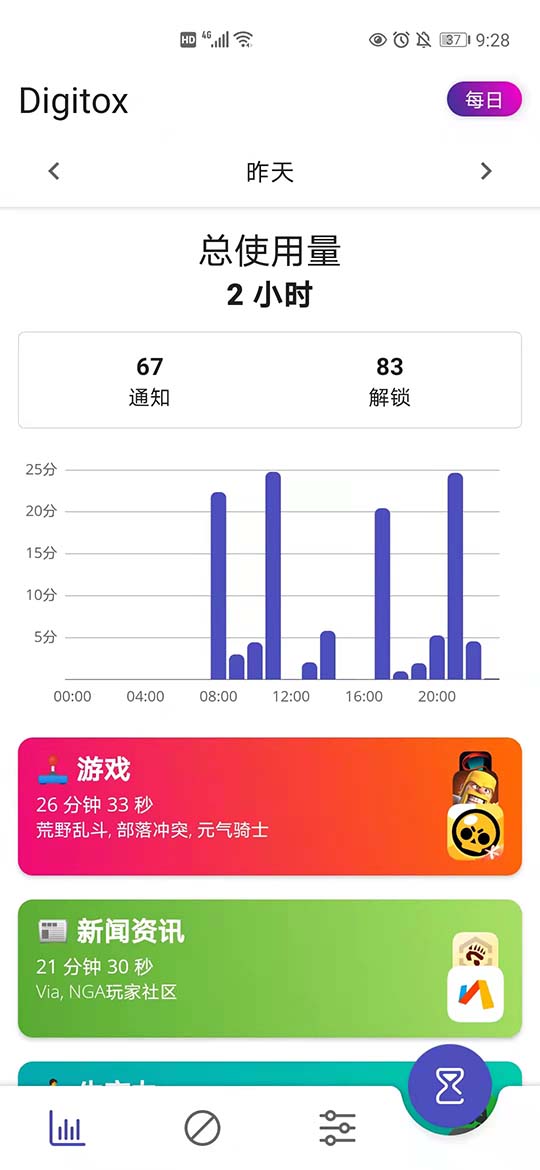 HD 4G 37 9:28
Digitox
每日
昨天
总使用量
2 小时
67 83
通知 解锁
25分
20分
15分
10分
5分
00:00 04:00 08:00 12:00 16:00 20:00
游戏
26 分钟 33 秒
荒野乱斗, 部落冲突, 元气骑士
新闻资讯
21 分钟 30 秒
Via, NGA玩家社区